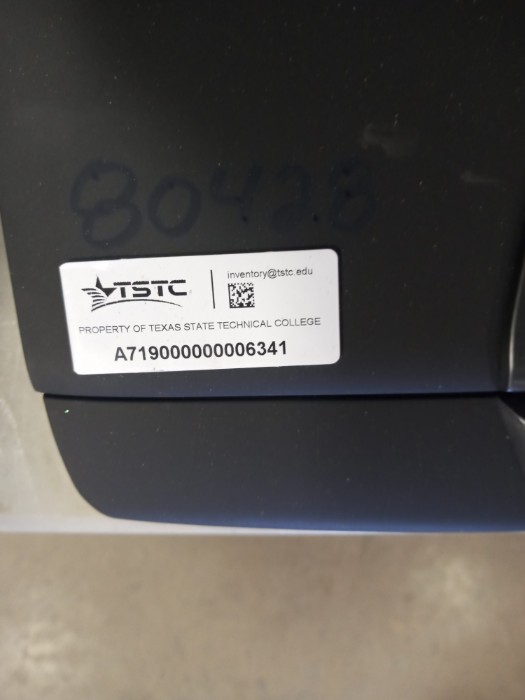 80428
TSTC
inventory@tstc.edu
PROPERTY OF TEXAS STATE TECHNICAL COLLEGE
A719000000006341